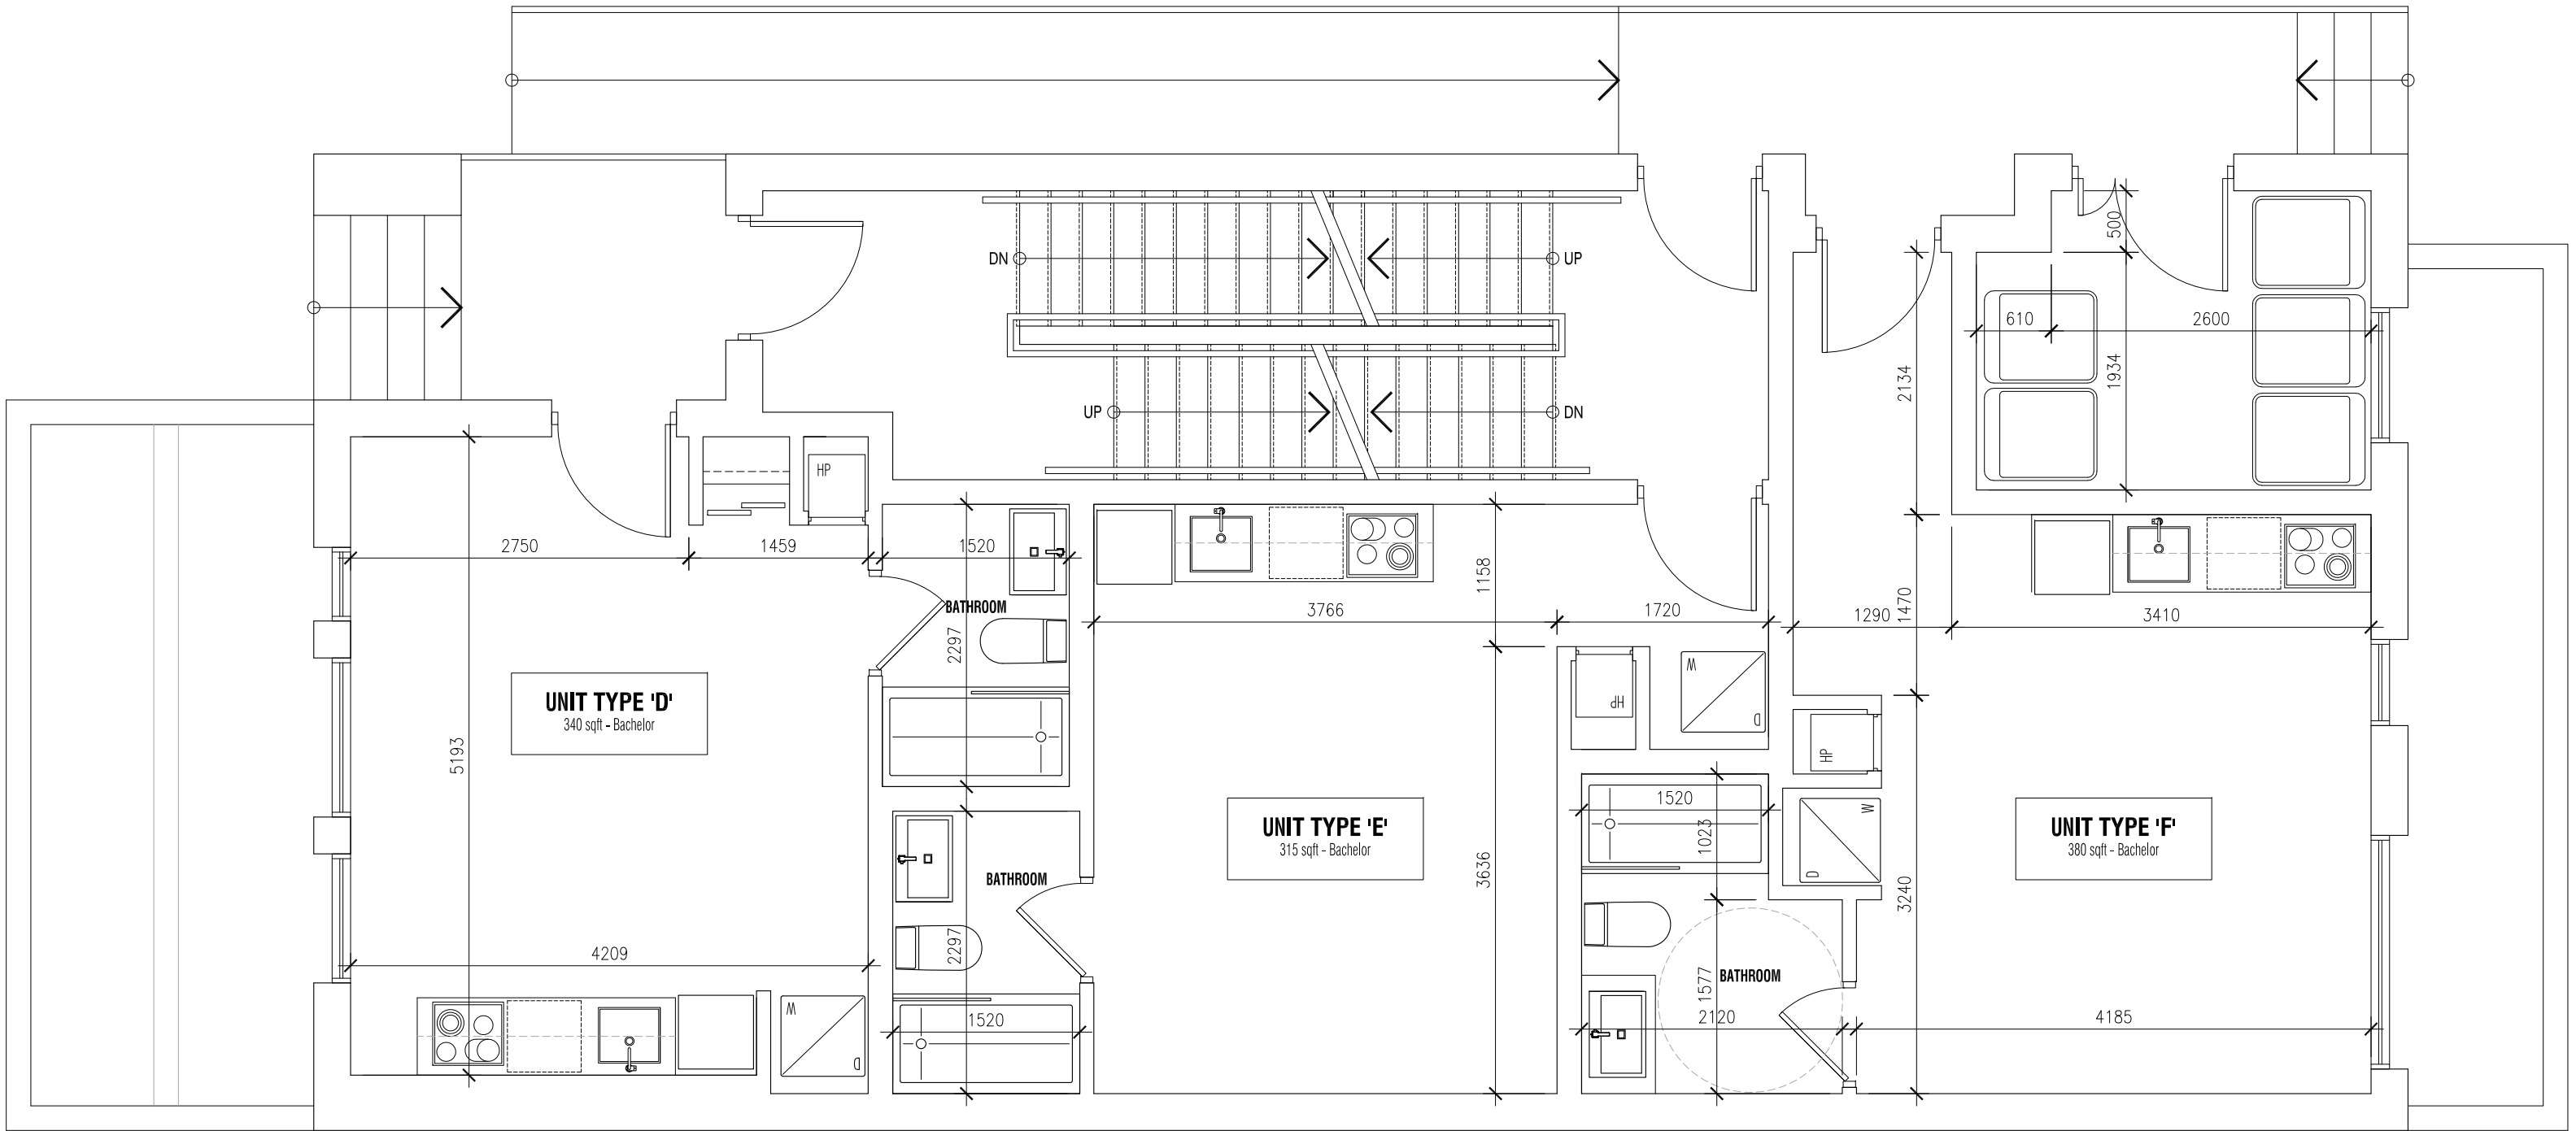 DN
UP
UP
DN
500
610
2600
1934
2134
HP
2750
1459
1520
BATHROOM
2297
3766
1158
1720
1290
1470
3410
UNIT TYPE 'D'
340 sqft - Bachelor
5193
HP
W
D
HP
UNIT TYPE 'E'
315 sqft - Bachelor
1520
1023
W
D
UNIT TYPE 'F'
380 sqft - Bachelor
BATHROOM
3636
3240
4209
2297
BATHROOM
1577
W
D
1520
2120
4185